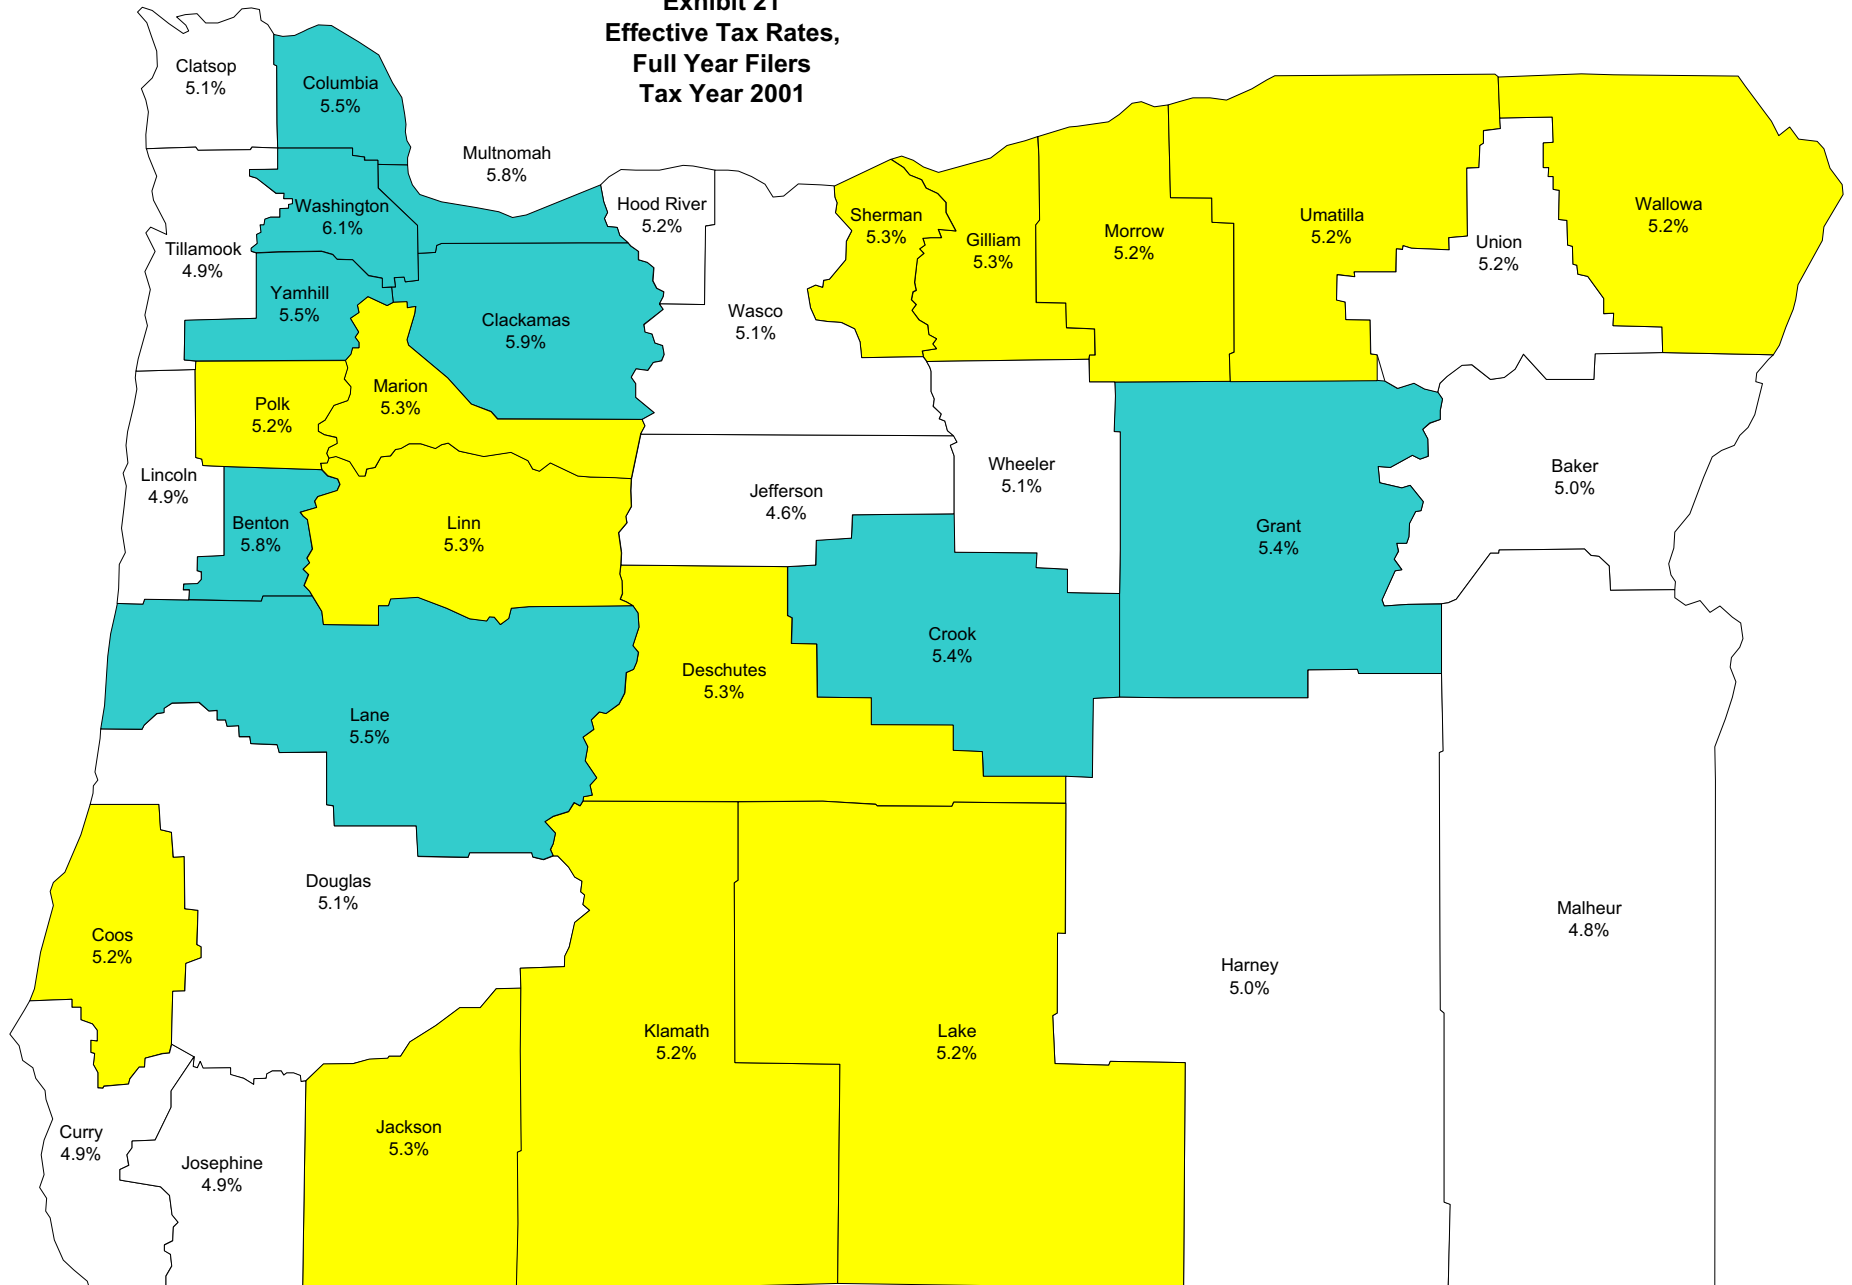 Exhibit 21
Effective Tax Rates,
Full Year Filers
Tax Year 2001
Clatsop
5.1%
Columbia
5.5%
Multnomah
5.8%
Washington
6.1%
Tillamook
4.9%
Yamhill
5.5%
Clackamas
5.9%
Hood River
5.2%
Wasco
5.1%
Sherman
5.3%
Gilliam
5.3%
Morrow
5.2%
Umatilla
5.2%
Union
5.2%
Wallowa
5.2%
Polk
5.2%
Marion
5.3%
Lincoln
4.9%
Benton
5.8%
Linn
5.3%
Jefferson
4.6%
Wheeler
5.1%
Grant
5.4%
Baker
5.0%
Lane
5.5%
Deschutes
5.3%
Crook
5.4%
Douglas
5.1%
Coos
5.2%
Klamath
5.2%
Lake
5.2%
Harney
5.0%
Malheur
4.8%
Curry
4.9%
Josephine
4.9%
Jackson
5.3%